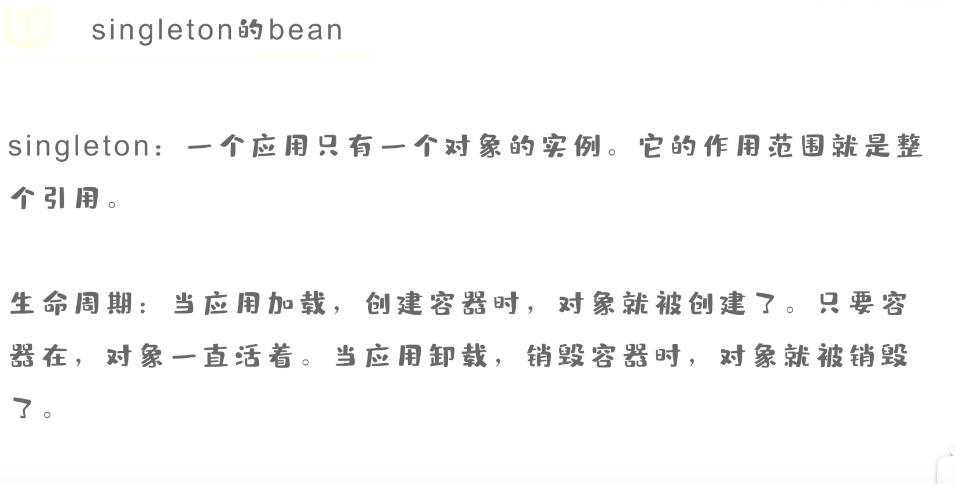 singleton的bean
singleton：一个应用只有一个对象的实例。它的作用范围就是整
个引用。
生命周期：当应用加载，创建容器时，对象就被创建了。只要容
器在，对象一直活着。当应用卸载，销毁容器时，对象就被销毁
了。